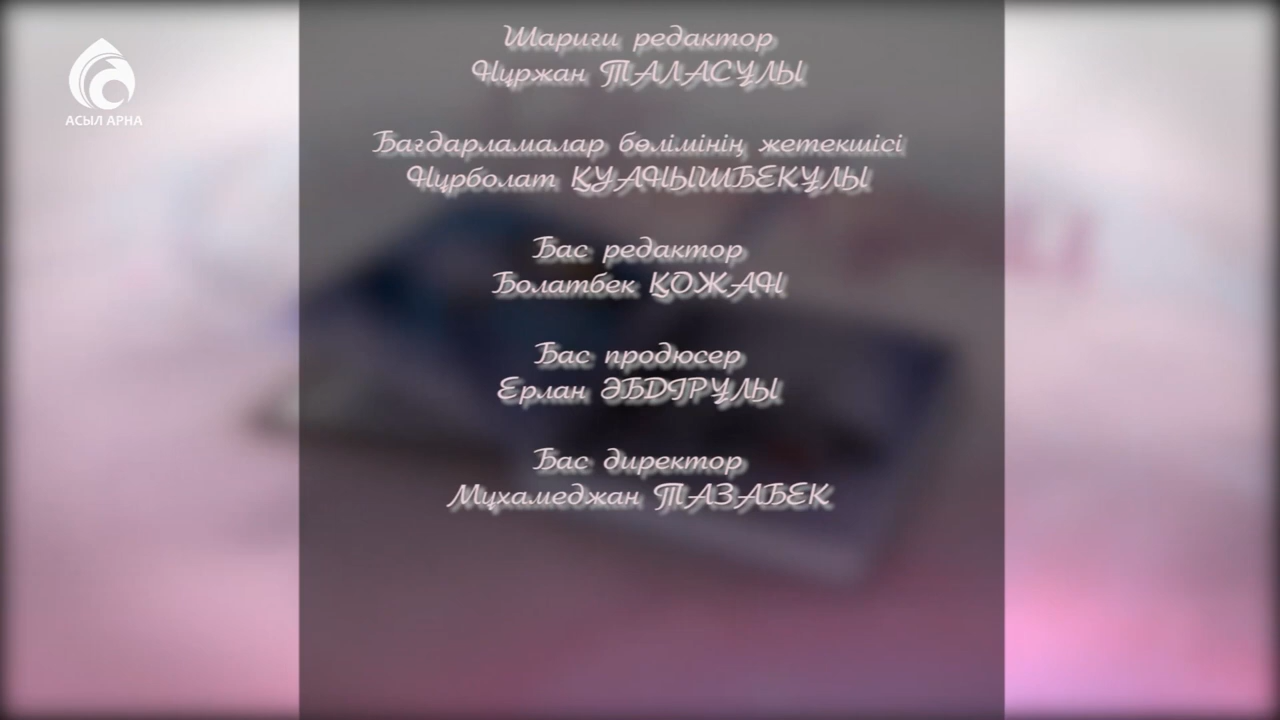 АСЫЛ АРНА
Шариғи редактор
Нұржан ТАЛАСҰЛЫ
Бағдарламалар бөлімінің жетекшісі
Нұрболат ҚУАНЫШБЕКҰЛЫ
Бас редактор
Болатбек ҚОЖАН
Бас продюсер
Ерлан ӘБДІРҰЛЫ
Бас директор
Мұхамеджан ТАЗАБЕК